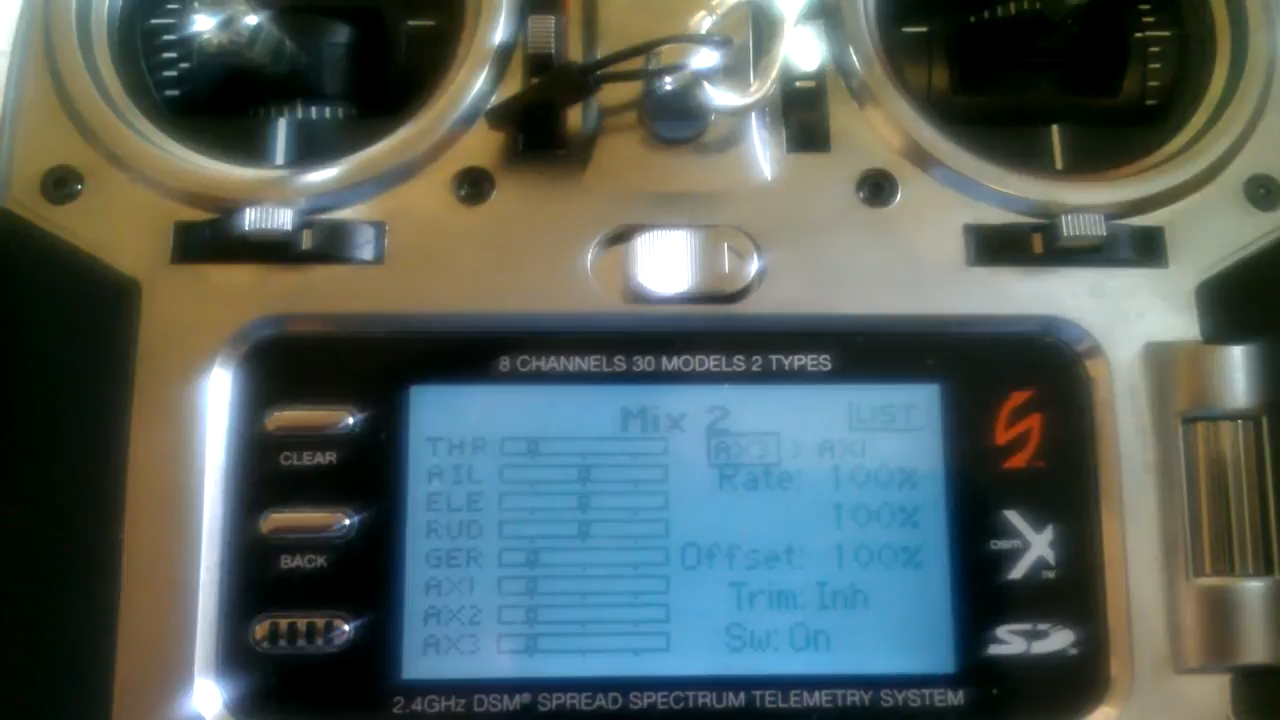 8 CHANNELS 30 MODELS 2 TYPES
Mix 2
LIST
THR
AX3 > AX1
AIL
Rate: 100%
ELE
100%
RUD
GER
Offset: 100%
AX1
Trim: Inh
AX2
Sw: On
AX3
CLEAR
BACK
DSM X™
SD
2.4GHz DSM® SPREAD SPECTRUM TELEMETRY SYSTEM